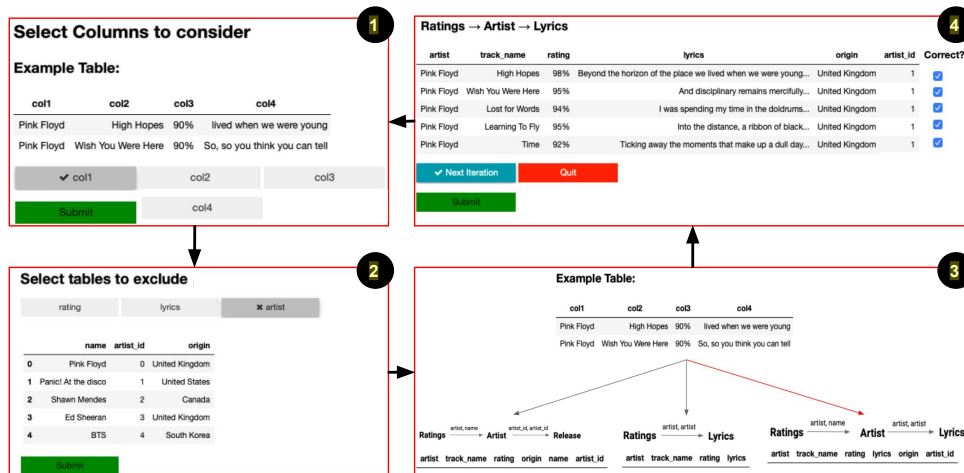 1
Select Columns to consider
Example Table:
col1 col2 col3 col4
Pink Floyd High Hopes 90% lived when we were young
Pink Floyd Wish You Were Here 90% So, so you think you can tell
✔ col1 col2 col3
Submit col4
2
Select tables to exclude
rating lyrics ✖ artist
name artist_id origin
0 Pink Floyd 0 United Kingdom
1 Panic! At the disco 1 United States
2 Shawn Mendes 2 Canada
3 Ed Sheeran 3 United Kingdom
4 BTS 4 South Korea
Submit
3
Example Table:
col1 col2 col3 col4
Pink Floyd High Hopes 90% lived when we were young
Pink Floyd Wish You Were Here 90% So, so you think you can tell
artist, name artist_id, artist_id
Ratings Artist Release
artist track_name rating origin name artist_id
artist, artist
Ratings Lyrics
artist track_name rating lyrics
artist, name artist, artist
Ratings Artist Lyrics
artist track_name rating lyrics origin artist_id
4
Ratings → Artist → Lyrics
artist track_name rating lyrics origin artist_id Correct?
Pink Floyd High Hopes 98% Beyond the horizon of the place we lived when we were young... United Kingdom 1
Pink Floyd Wish You Were Here 95% And disciplinary remains mercifully... United Kingdom 1
Pink Floyd Lost for Words 94% I was spending my time in the doldrums... United Kingdom 1
Pink Floyd Learning To Fly 95% Into the distance, a ribbon of black... United Kingdom 1
Pink Floyd Time 92% Ticking away the moments that make up a dull day... United Kingdom 1
✔ Next Iteration Quit
Submit